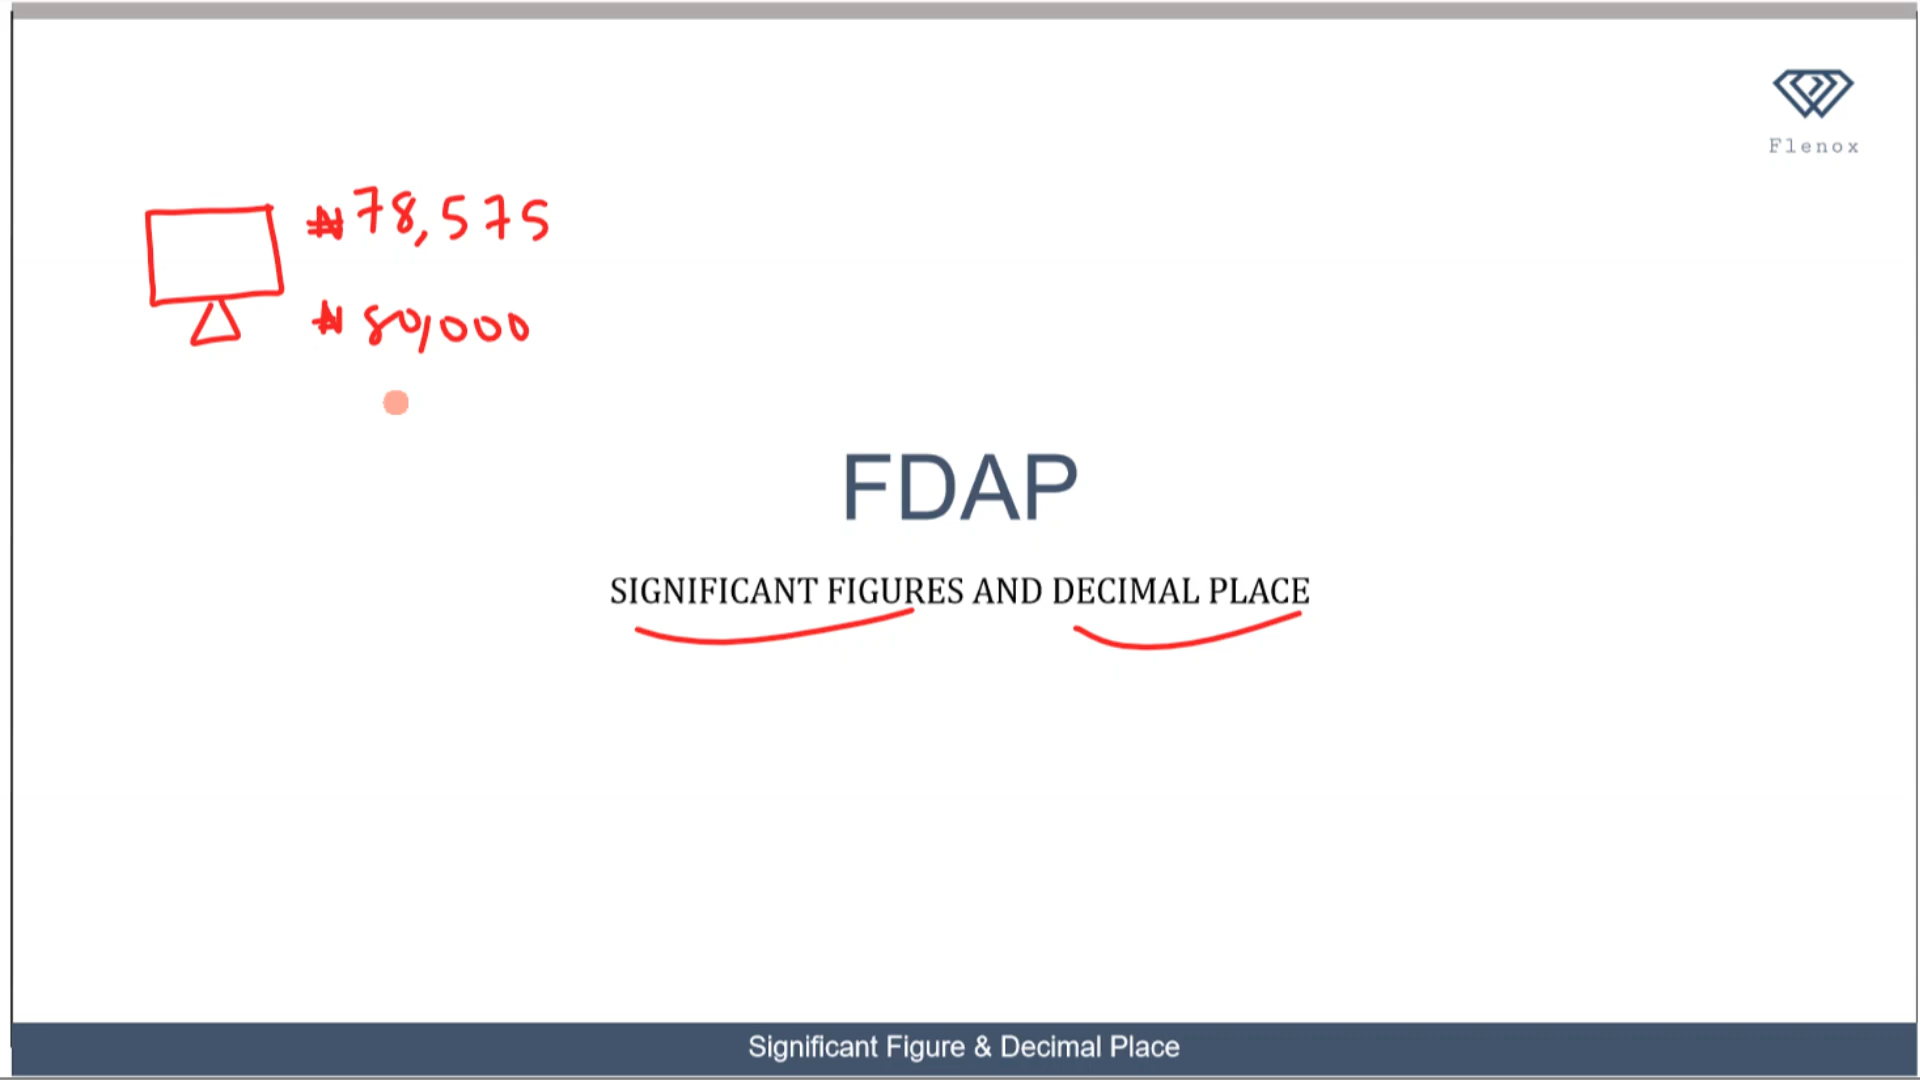 Flenox
₦78,575
₦80,000
FDAP
SIGNIFICANT FIGURES AND DECIMAL PLACE
Significant Figure & Decimal Place